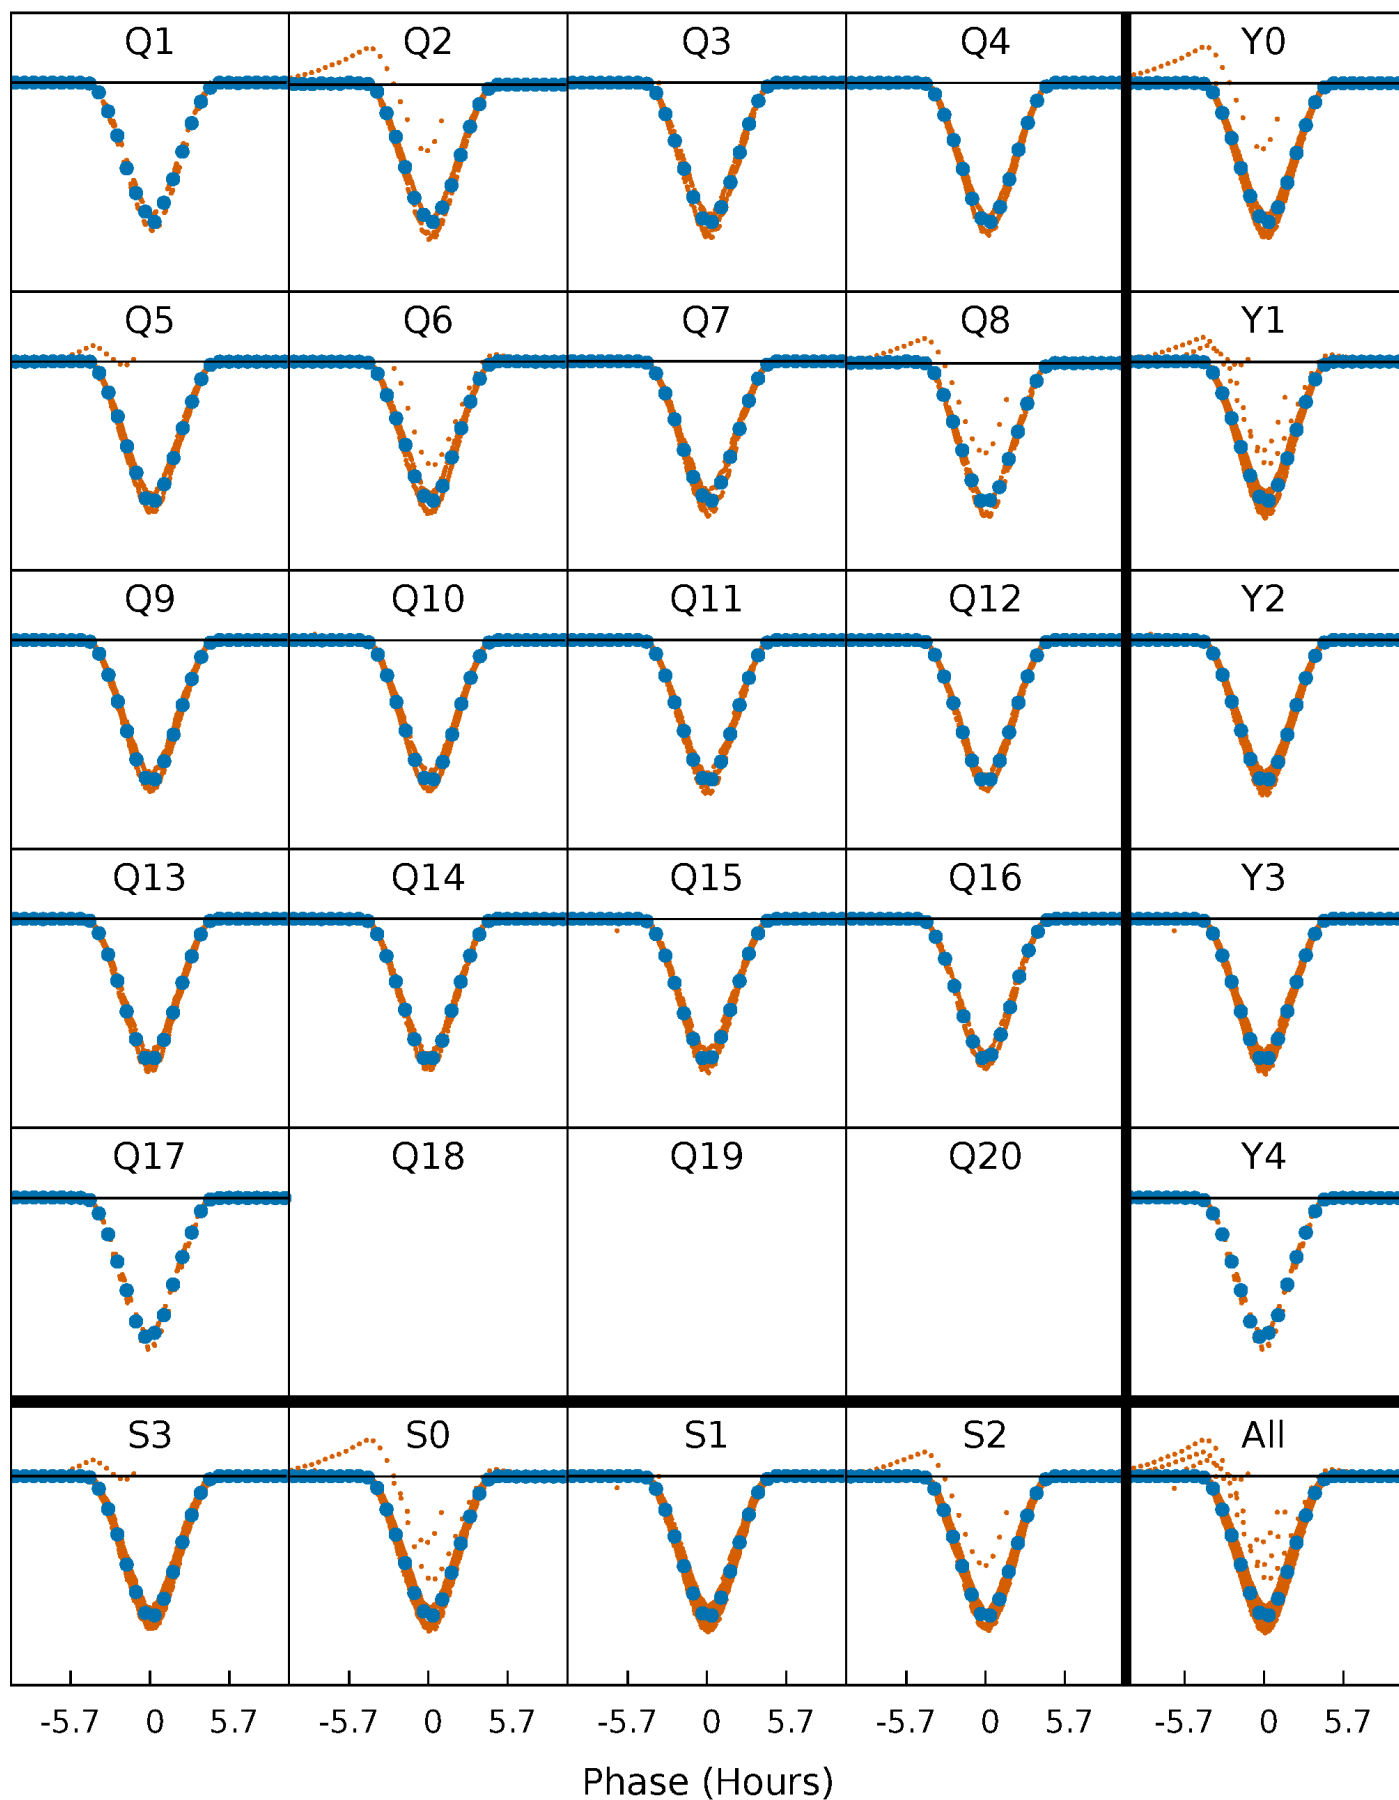 Q1 Q2 Q3 Q4 Y0
Q5 Q6 Q7 Q8 Y1
Q9 Q10 Q11 Q12 Y2
Q13 Q14 Q15 Q16 Y3
Q17 Q18 Q19 Q20 Y4
S3 S0 S1 S2 All
-5.7 0 5.7 -5.7 0 5.7 -5.7 0 5.7 -5.7 0 5.7 -5.7 0 5.7
Phase (Hours)